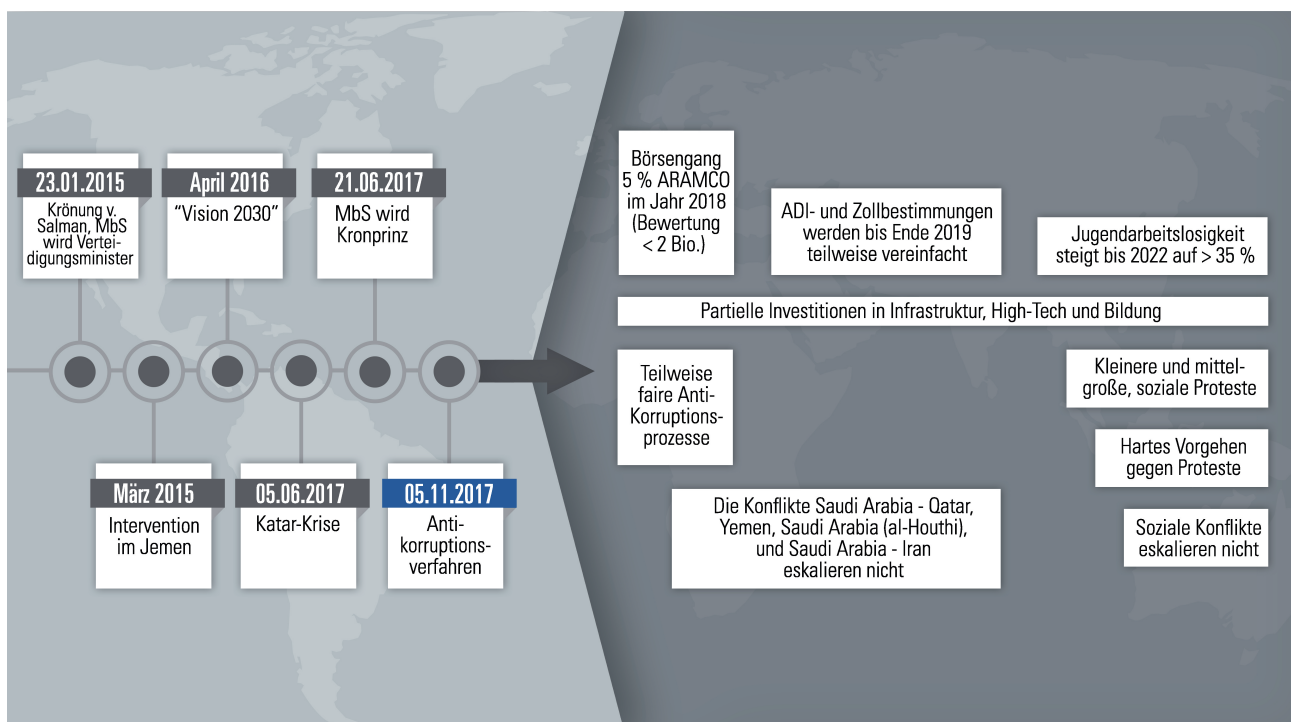 23.01.2015
Krönung v.
Salman, MbS
wird Vertei-
digungsminister
April 2016
“Vision 2030”
21.06.2017
MbS wird
Kronprinz
März 2015
Intervention
im Jemen
05.06.2017
Katar-Krise
05.11.2017
Anti-
korruptions-
verfahren
Börsengang
5 % ARAMCO
im Jahr 2018
(Bewertung
< 2 Bio.)
ADI- und Zollbestimmungen
werden bis Ende 2019
teilweise vereinfacht
Jugendarbeitslosigkeit
steigt bis 2022 auf > 35 %
Partielle Investitionen in Infrastruktur, High-Tech und Bildung
Teilweise
faire Anti-
Korruptions-
prozesse
Kleinere und mittel-
große, soziale Proteste
Hartes Vorgehen
gegen Proteste
Die Konflikte Saudi Arabia - Qatar,
Yemen, Saudi Arabia (al-Houthi),
und Saudi Arabia - Iran
eskalieren nicht
Soziale Konflikte
eskalieren nicht